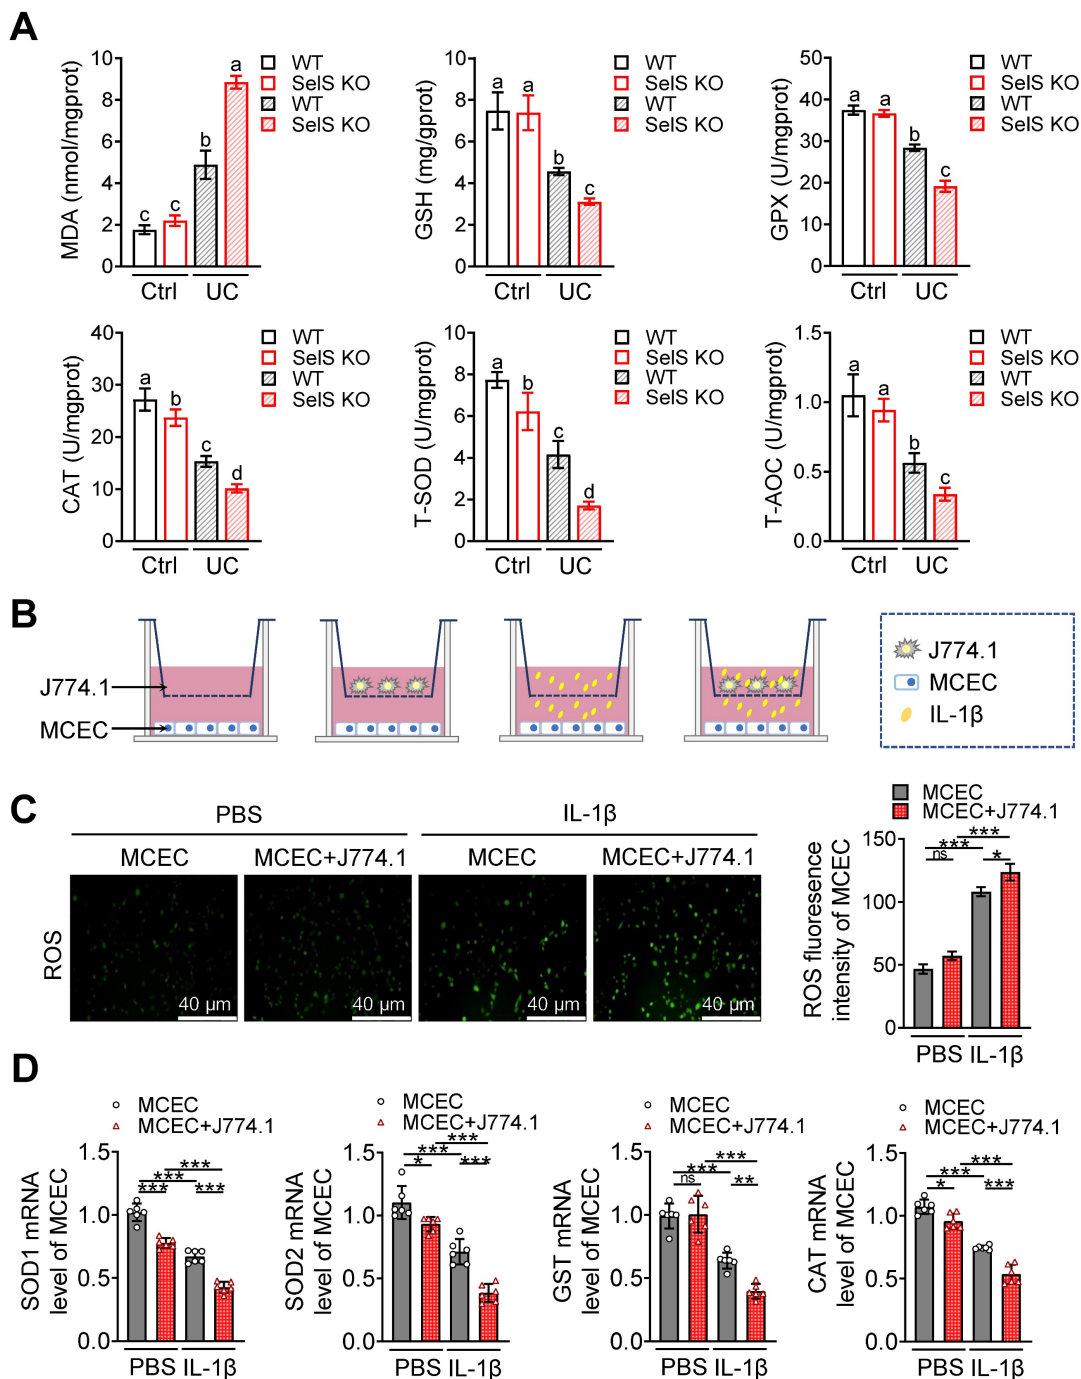 A
MDA (nmol/mgprot)
10
8
6
4
2
0
c
c
b
a
WT
SelS KO
WT
SelS KO
Ctrl
UC
GSH (mg/gprot)
10
8
6
4
2
0
a
a
b
c
WT
SelS KO
WT
SelS KO
Ctrl
UC
GPX (U/mgprot)
50
40
30
20
10
0
a
a
b
c
WT
SelS KO
WT
SelS KO
Ctrl
UC
CAT (U/mgprot)
40
30
20
10
0
a
b
c
d
WT
SelS KO
WT
SelS KO
Ctrl
UC
T-SOD (U/mgprot)
10
8
6
4
2
0
a
b
c
d
WT
SelS KO
WT
SelS KO
Ctrl
UC
T-AOC (U/mgprot)
1.5
1.0
0.5
0.0
a
a
b
c
WT
SelS KO
WT
SelS KO
Ctrl
UC
B
J774.1
MCEC
J774.1
MCEC
IL-1β
C
PBS
IL-1β
MCEC
MCEC+J774.1
MCEC
MCEC+J774.1
ROS
40 μm
40 μm
40 μm
40 μm
MCEC
MCEC+J774.1
ROS fluoresence
intensity of MCEC
150
100
50
0
***
***
ns
*
PBS
IL-1β
D
MCEC
MCEC+J774.1
SOD1 mRNA
level of MCEC
1.5
1.0
0.5
0.0
***
***
***
***
PBS
IL-1β
MCEC
MCEC+J774.1
SOD2 mRNA
level of MCEC
1.5
1.0
0.5
0.0
***
***
*
***
PBS
IL-1β
MCEC
MCEC+J774.1
GST mRNA
level of MCEC
1.5
1.0
0.5
0.0
***
***
ns
**
PBS
IL-1β
MCEC
MCEC+J774.1
CAT mRNA
level of MCEC
1.5
1.0
0.5
0.0
***
***
*
***
PBS
IL-1β